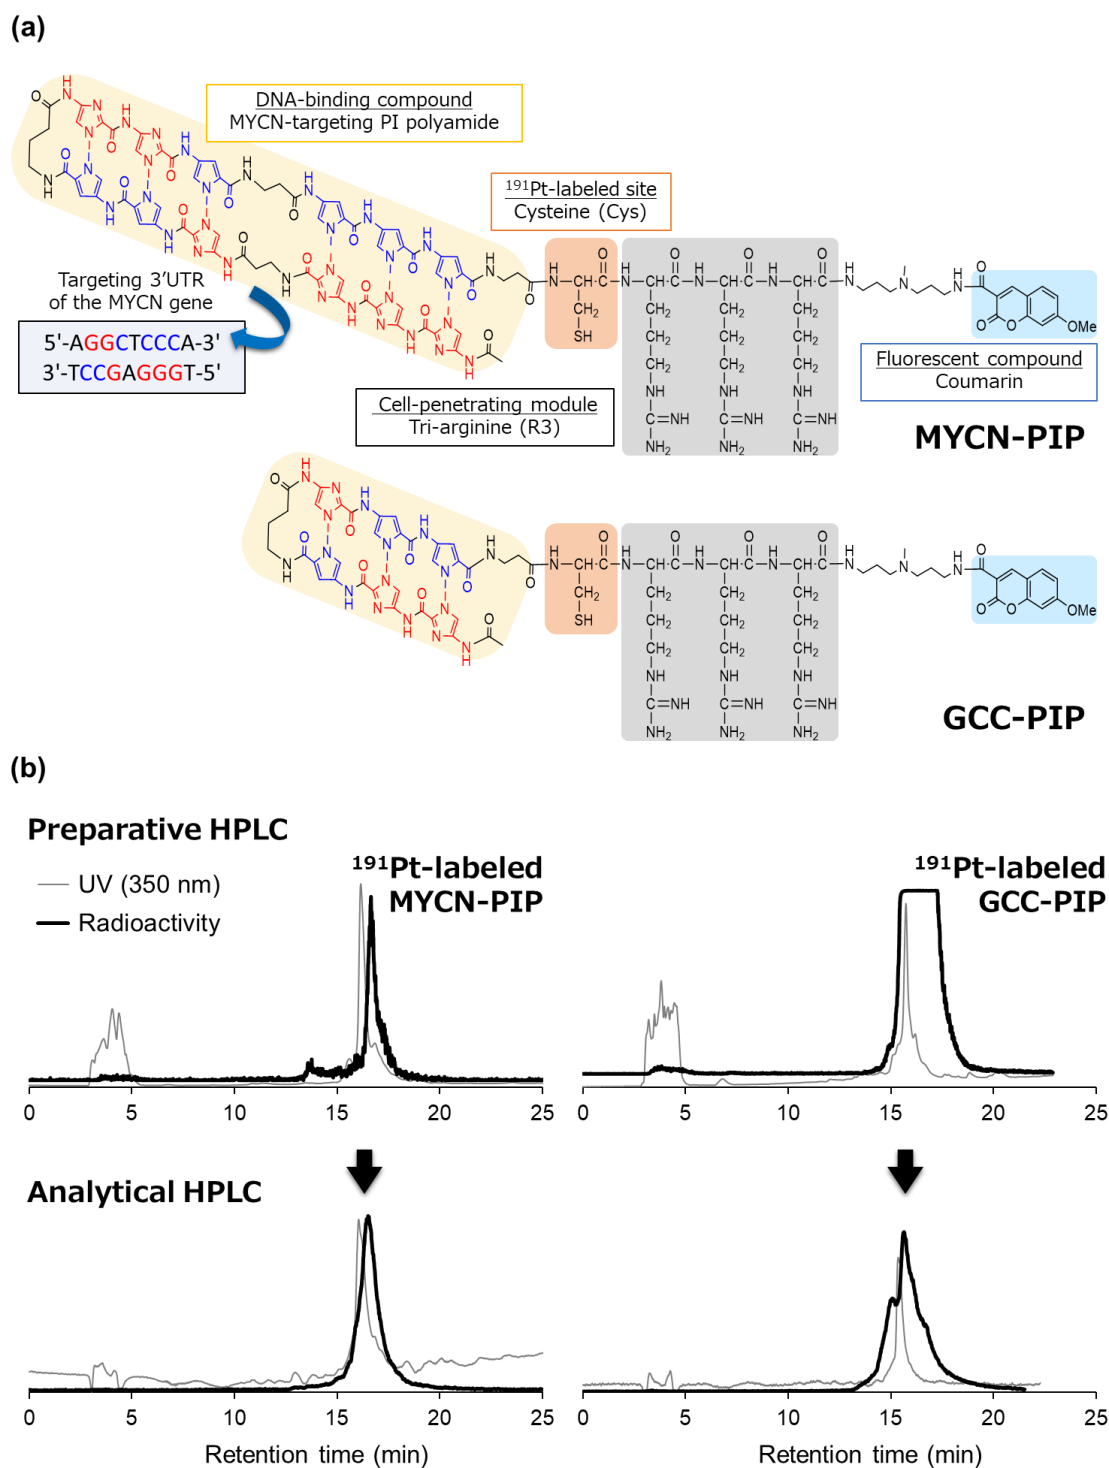 (a)
DNA-binding compound
MYCN-targeting PI polyamide
191Pt-labeled site
Cysteine (Cys)
Targeting 3′UTR
of the MYCN gene
5'-AGGCTCCCA-3'
3'-TCCGAGGGT-5'
Cell-penetrating module
Tri-arginine (R3)
Fluorescent compound
Coumarin
MYCN-PIP
GCC-PIP
(b)
Preparative HPLC
UV (350 nm)
Radioactivity
191Pt-labeled
MYCN-PIP
191Pt-labeled
GCC-PIP
0 5 10 15 20 25
0 5 10 15 20 25
Analytical HPLC
0 5 10 15 20 25
0 5 10 15 20 25
Retention time (min)
Retention time (min)